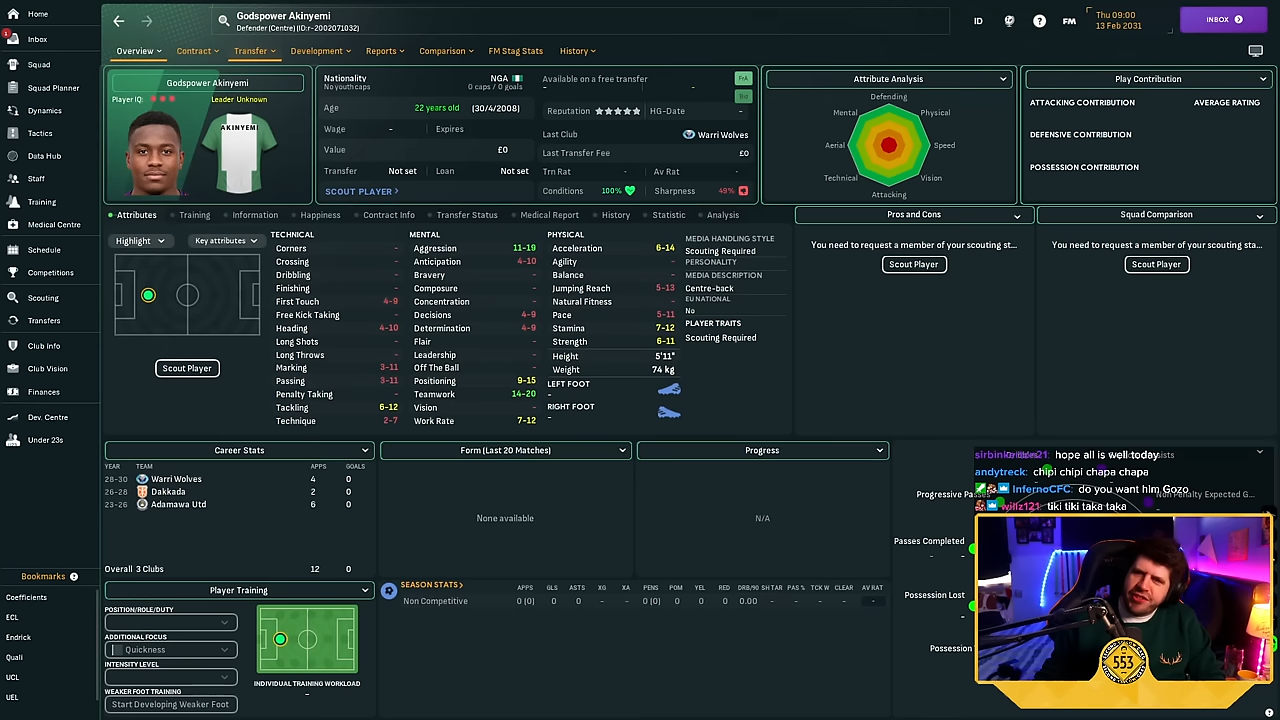 Home
Inbox
1
Squad
Squad Planner
Dynamics
Tactics
Data Hub
Staff
Training
Medical Centre
Schedule
Competitions
Scouting
Transfers
Club Info
Club Vision
Finances
Dev. Centre
Under 23s
Bookmarks ?
Coefficients
ECL
Endrick
Quali
UCL
UEL
Godspower Akinyemi
Defender (Centre) (ID:r-2002071032)
ID ? FM Thu 09:00
13 Feb 2031
INBOX
Overview Contract Transfer Development Reports Comparison FM Stag Stents History
Godspower Akinyemi
Player IQ: Leader Unknown
AKINYEMI
Nationality NGA
No youth caps 0 caps / 0 goals
Age 22 years old (30/4/2008)
Wage - Expires
Value £0
Transfer Not set Loan Not set
SCOUT PLAYER >
Available on a free transfer FrA
- - Bid
Reputation HG-Date -
Last Club Warri Wolves
Last Transfer Fee £0
Trn Rat - Av Rat -
Conditions 100% Sharpness 49%
Attribute Analysis
Defending
Mental Physical
Aerial Speed
Technical Vision
Attacking
Play Contribution
ATTACKING CONTRIBUTION AVERAGE RATING
DEFENSIVE CONTRIBUTION
POSSESSION CONTRIBUTION
Attributes Training Information Happiness Contract Info Transfer Status Medical Report History Statistic Analysis
Highlight Key attributes
Scout Player
TECHNICAL
Corners -
Crossing -
Dribbling -
Finishing -
First Touch 4-9
Free Kick Taking -
Heading 4-10
Long Shots -
Long Throws -
Marking 3-11
Passing 3-11
Penalty Taking -
Tackling 6-12
Technique 2-7
MENTAL
Aggression 11-19
Anticipation 4-10
Bravery -
Composure -
Concentration -
Decisions 4-9
Determination 4-9
Flair -
Leadership -
Off The Ball -
Positioning 9-15
Teamwork 14-20
Vision -
Work Rate 7-12
PHYSICAL
Acceleration 6-14
Agility -
Balance -
Jumping Reach 5-13
Natural Fitness -
Pace 5-11
Stamina 7-12
Strength 6-11
Height 5'11"
Weight 74 kg
LEFT FOOT
-
RIGHT FOOT
-
MEDIA HANDLING STYLE
Scouting Required
PERSONALITY
MEDIA DESCRIPTION
Centre-back
EU NATIONAL
No
PLAYER TRAITS
Scouting Required
Pros and Cons
You need to request a member of your scouting st...
Scout Player
Squad Comparison
You need to request a member of your scouting sta...
Scout Player
Career Stats
YEAR TEAM APPS GOALS
28-30 Warri Wolves 4 0
26-28 Dakkada 2 0
23-26 Adamawa Utd 6 0
Overall 3 Clubs 12 0
Form (Last 20 Matches)
None available
Progress
N/A
Player Training
POSITION/ROLE/DUTY
ADDITIONAL FOCUS
Quickness
INTENSITY LEVEL
WEAKER FOOT TRAINING
Start Developing Weaker Foot
INDIVIDUAL TRAINING WORKLOAD
-
SEASON STATS >
APPS GLS ASTS XG XA PENS POM YEL RED DRB/90 SH TAR PAS % TCK W CLEAR AV RAT
Non Competitive 0 (0) 0 0 - - 0 (0) 0 0 0 0.00 - - - - -
Progressive Passes
Non Penalty Expected G...
Passes Completed
- -
Possession Lost
-
Possession
sirbinkstein21: hope all is well today
andytreck: chipi chipi chapa chapa
InfernoCFC: do you want him Gozo
willz121: tiki tiki taka taka
553